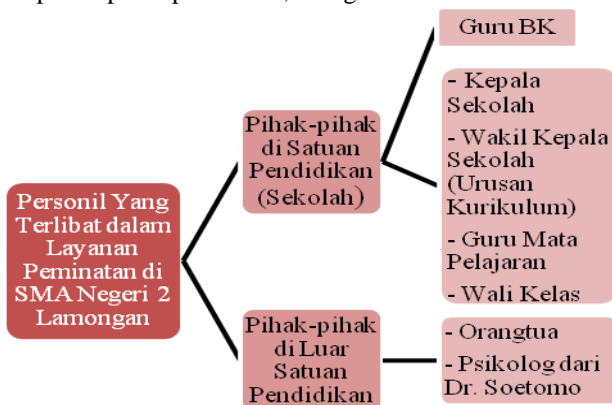 Guru BK
- Kepala
Sekolah
- Wakil Kepala
Sekolah
(Urusan
Kurikulum)
- Guru Mata
Pelajaran
- Wali Kelas
Pihak-pihak
di Satuan
Pendidikan
(Sekolah)
Personil Yang
Terlibat dalam
Layanan
Peminatan di
SMA Negeri 2
Lamongan
Pihak-pihak
di Luar
Satuan
Pendidikan
- Orangtua
- Psikolog dari
Dr. Soetomo